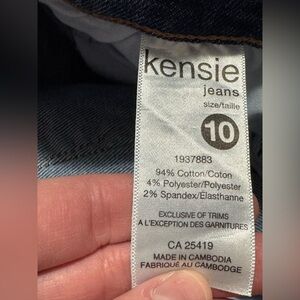 kensie
jeans
size/taille
10
1937883
94% Cotton/Coton
4% Polyester/Polyester
2% Spandex/Élasthanne
EXCLUSIVE OF TRIMS
A L'EXCEPTION DES GARNITURES
CA 25419
MADE IN CAMBODIA
FABRIQUÉ AU CAMBODGE